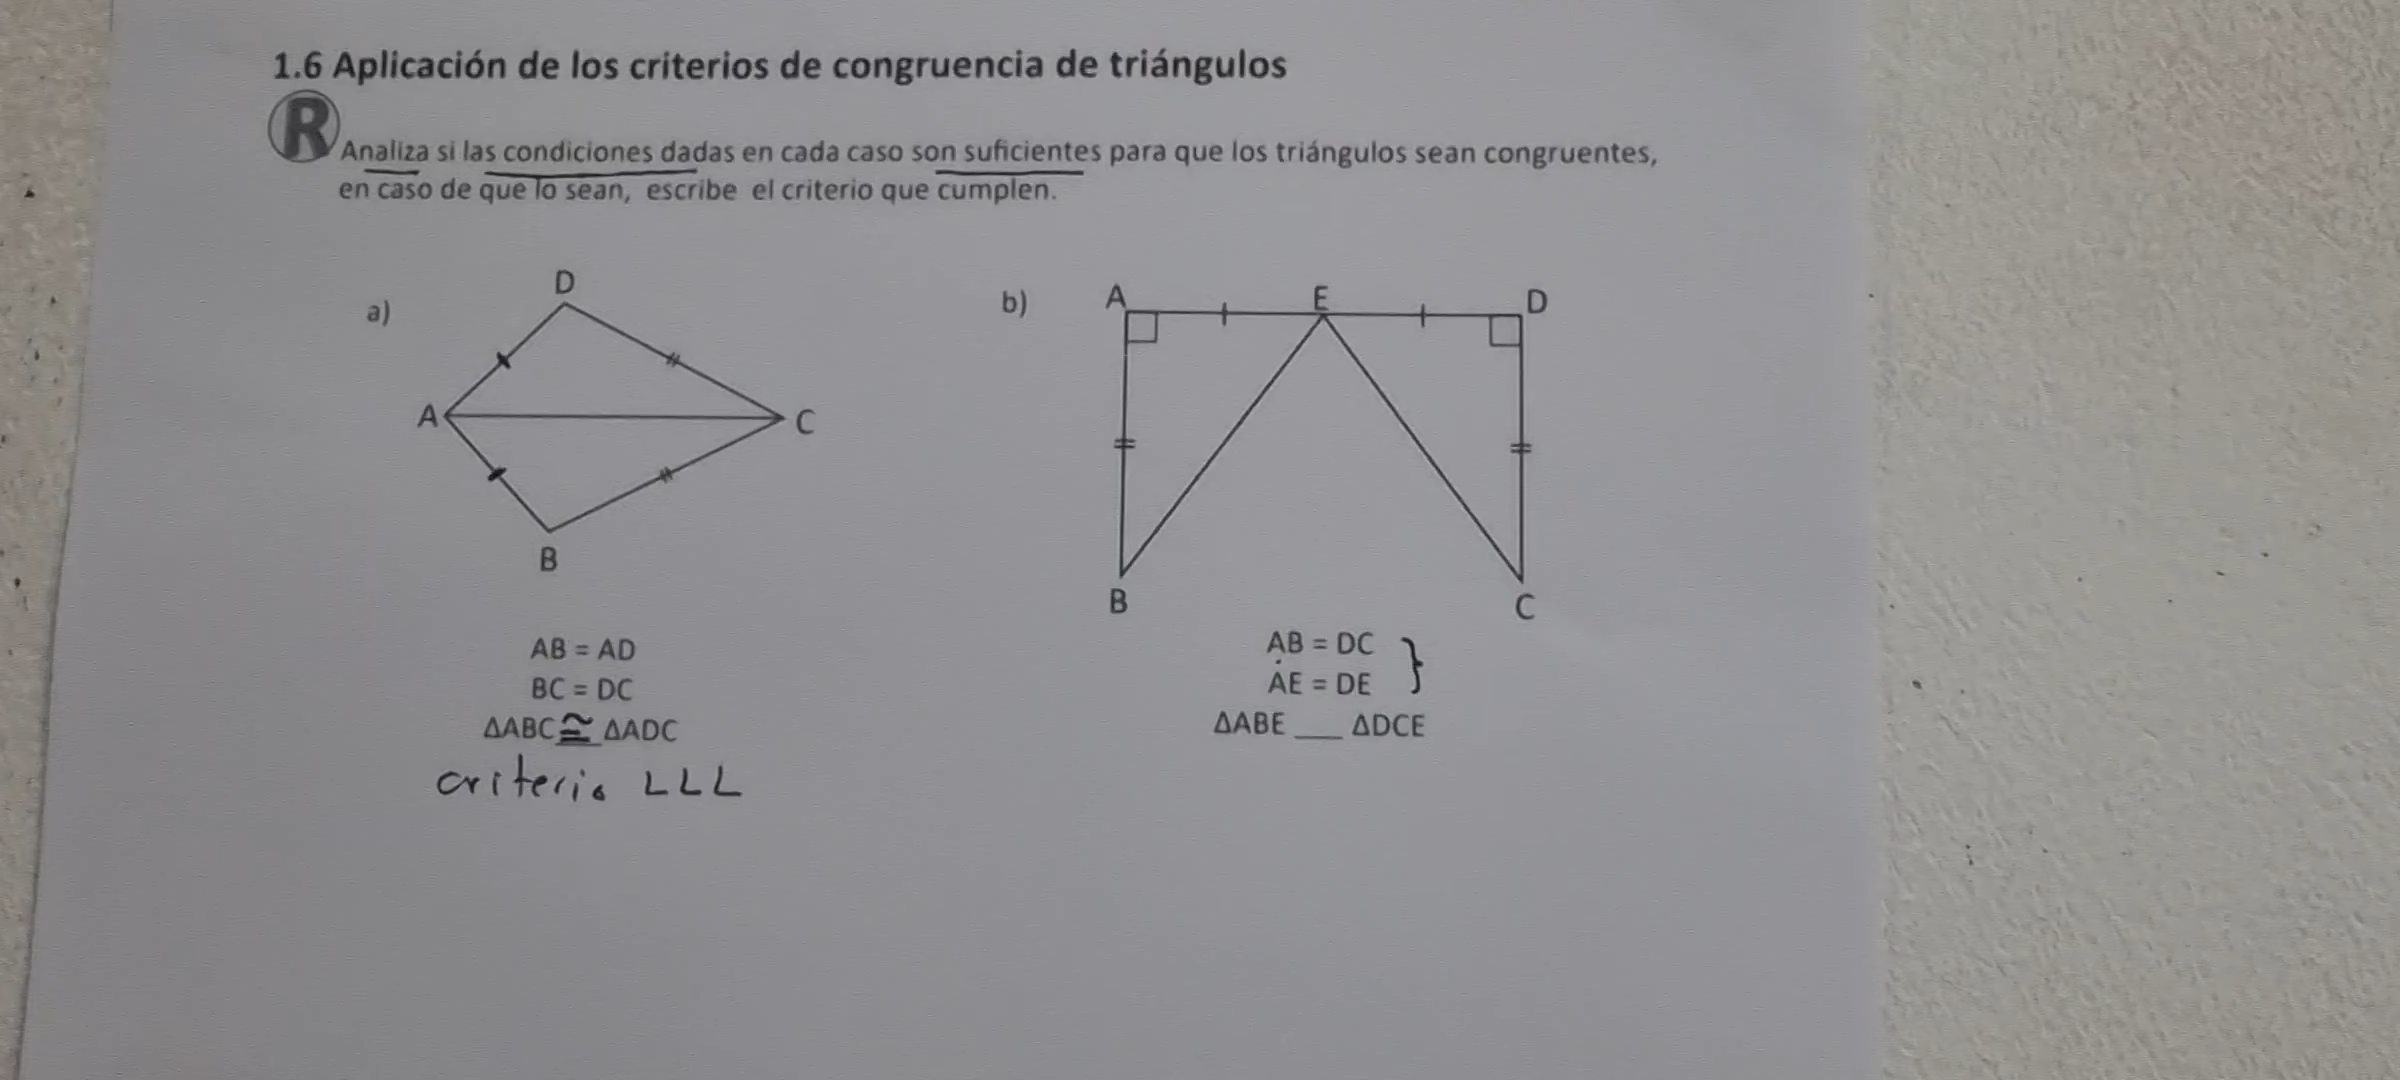 1.6 Aplicación de los criterios de congruencia de triángulos
R
Analiza si las condiciones dadas en cada caso son suficientes para que los triángulos sean congruentes,
en caso de que lo sean, escribe el criterio que cumplen.
a)
D
A
C
B
AB = AD
BC = DC
ΔABC ≅ ΔADC
criterio LLL
b)
A E D
B C
AB = DC }
AE = DE
ΔABE ___ ΔDCE